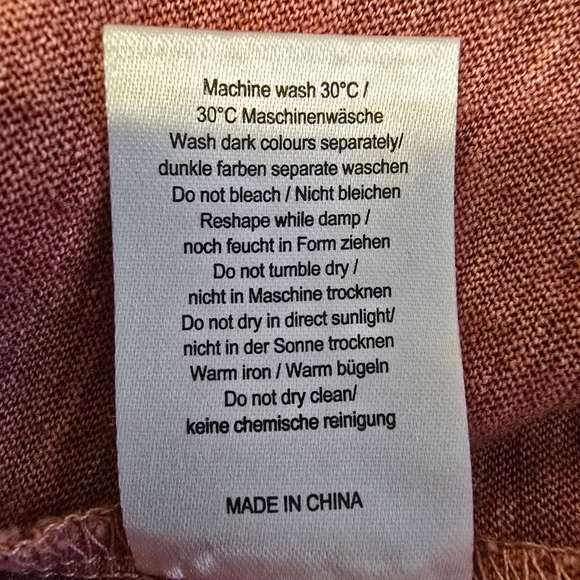 Machine wash 30°C /
30°C Maschinenwäsche
Wash dark colours separately/
dunkle farben separate waschen
Do not bleach / Nicht bleichen
Reshape while damp /
noch feucht in Form ziehen
Do not tumble dry /
nicht in Maschine trocknen
Do not dry in direct sunlight/
nicht in der Sonne trocknen
Warm iron / Warm bügeln
Do not dry clean/
keine chemische reinigung
MADE IN CHINA